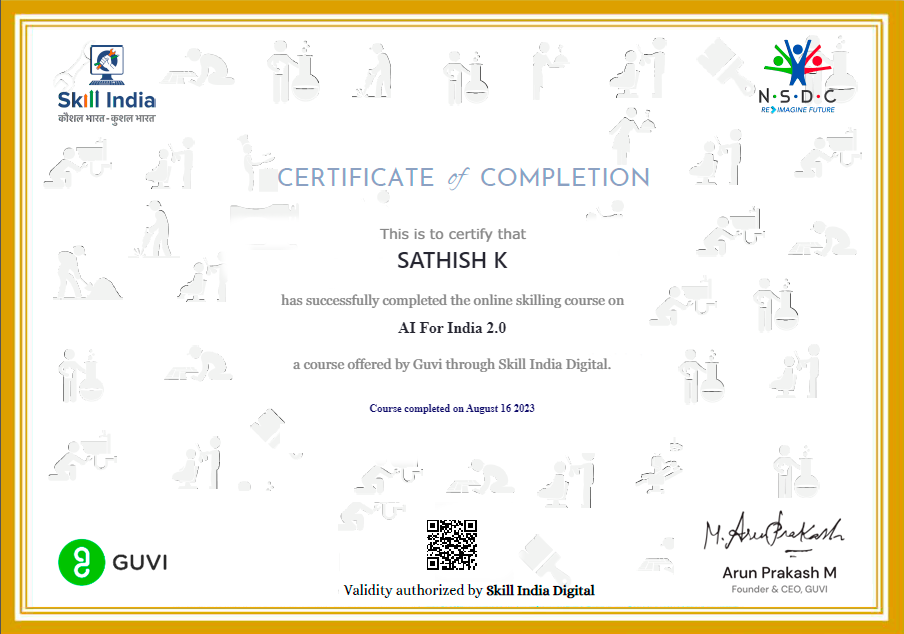 Skill India
कौशल भारत - कुशल भारत
N·S·D·C
RE IMAGINE FUTURE
CERTIFICATE of COMPLETION
This is to certify that
SATHISH K
has successfully completed the online skilling course on
AI For India 2.0
a course offered by Guvi through Skill India Digital.
Course completed on August 16 2023
M. Arun Prakash
GUVI
Arun Prakash M
Founder & CEO, GUVI
Validity authorized by Skill India Digital